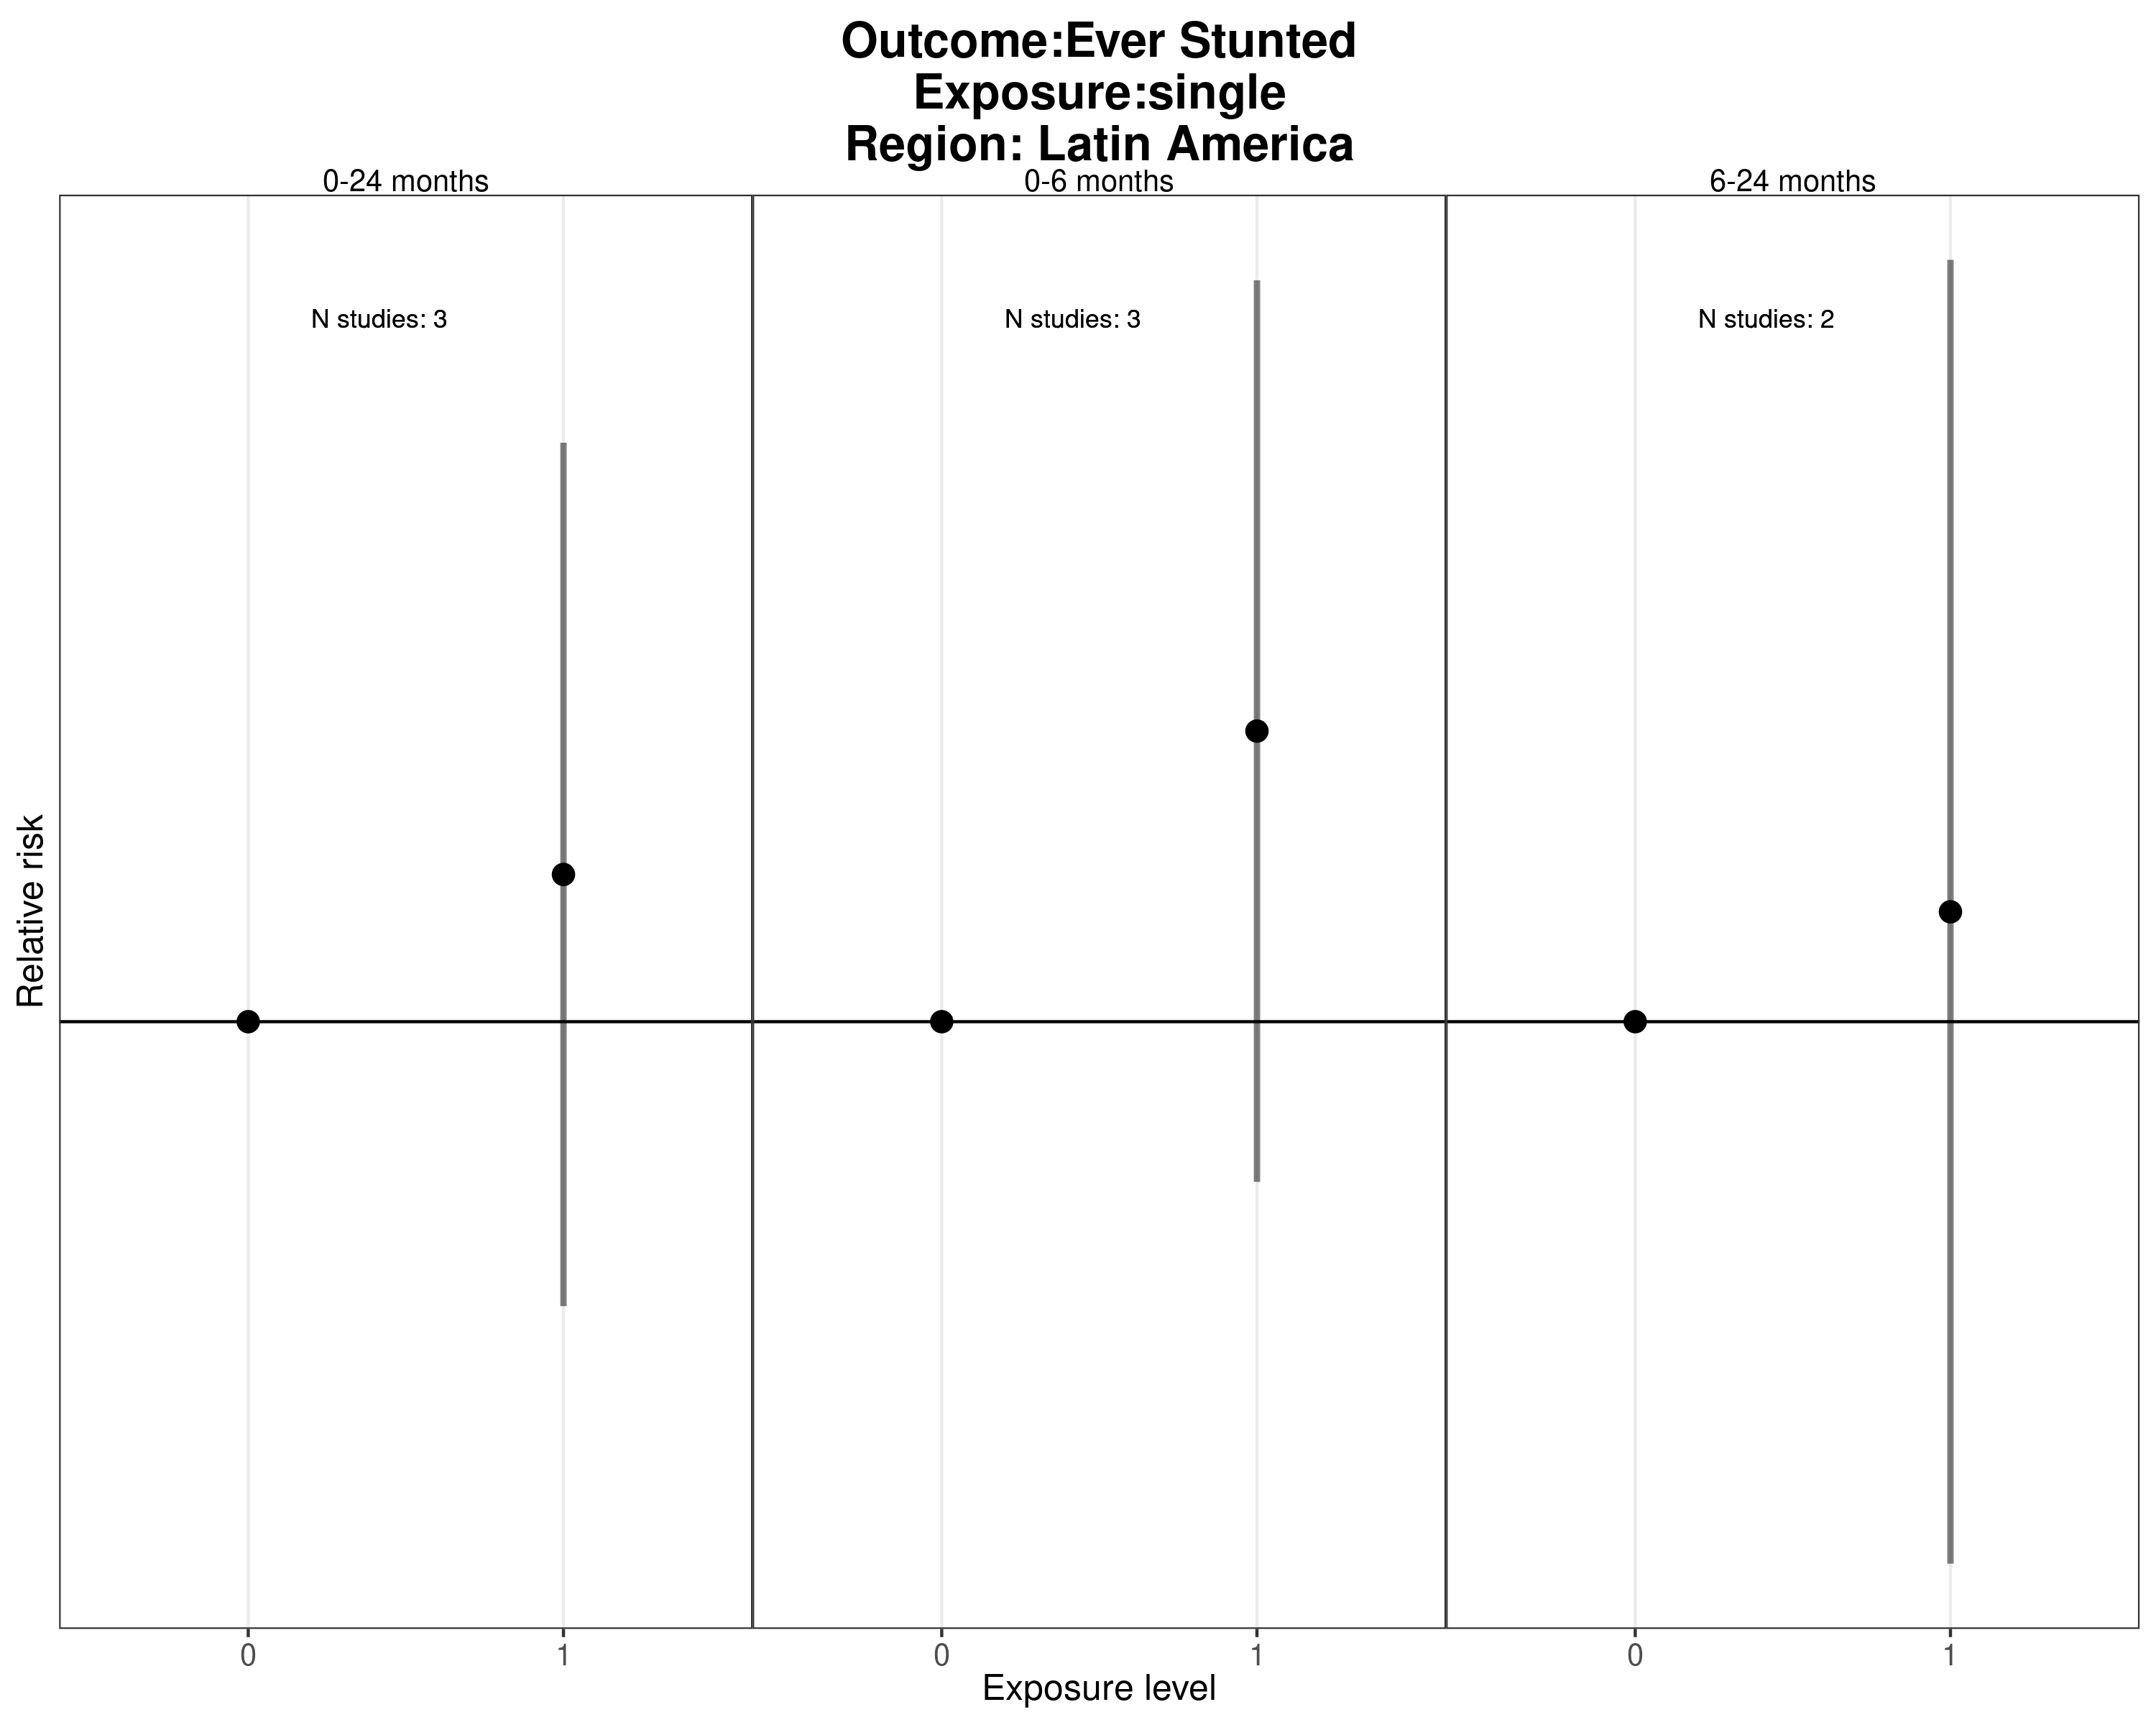 Outcome:Ever Stunted
Exposure:single
Region: Latin America
0-24 months
0-6 months
6-24 months
N studies: 3
N studies: 3
N studies: 2
Relative risk
0
1
0
1
0
1
Exposure level